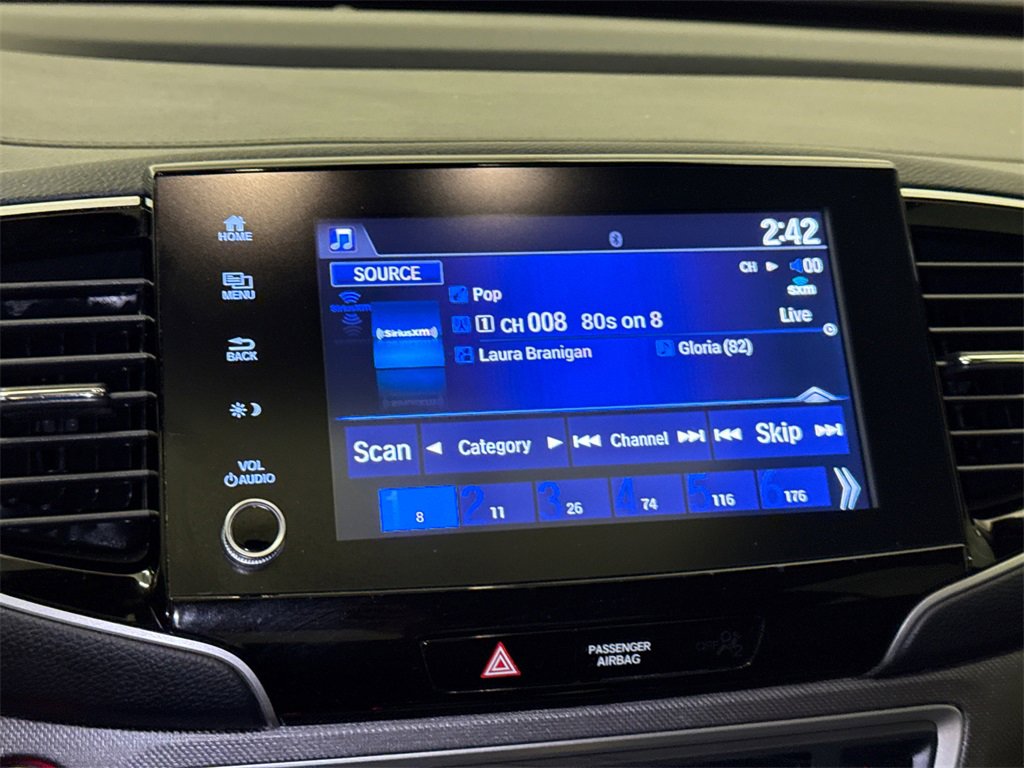 HOME
MENU
BACK
VOL
AUDIO
2:42
SOURCE
CH 00
sxm
SiriusXM
((SiriusXM))
Pop
1 CH 008 80s on 8
Live
Laura Branigan
Gloria (82)
Scan
Category
Channel
Skip
8
2 11
3 26
4 74
5 116
6 176
PASSENGER
AIRBAG